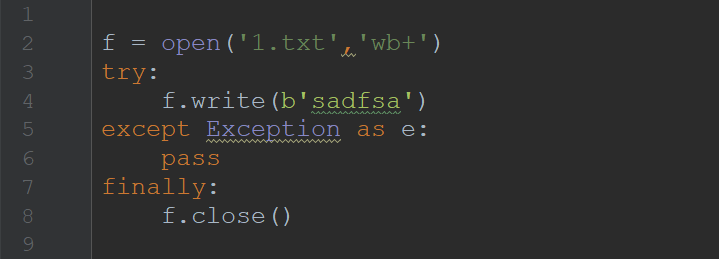 1
2 f = open('1.txt','wb+')
3 try:
4     f.write(b'sadfsa')
5 except Exception as e:
6     pass
7 finally:
8     f.close()
9